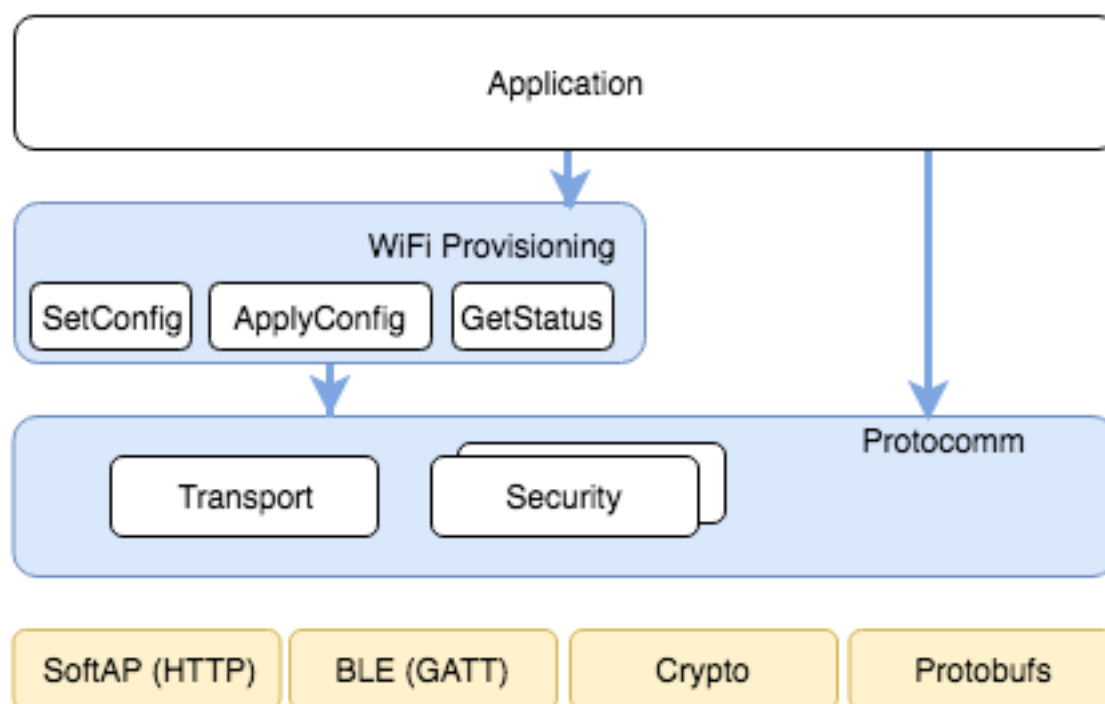 Application
WiFi Provisioning
SetConfig
ApplyConfig
GetStatus
Protocomm
Transport
Security
SoftAP (HTTP)
BLE (GATT)
Crypto
Protobufs